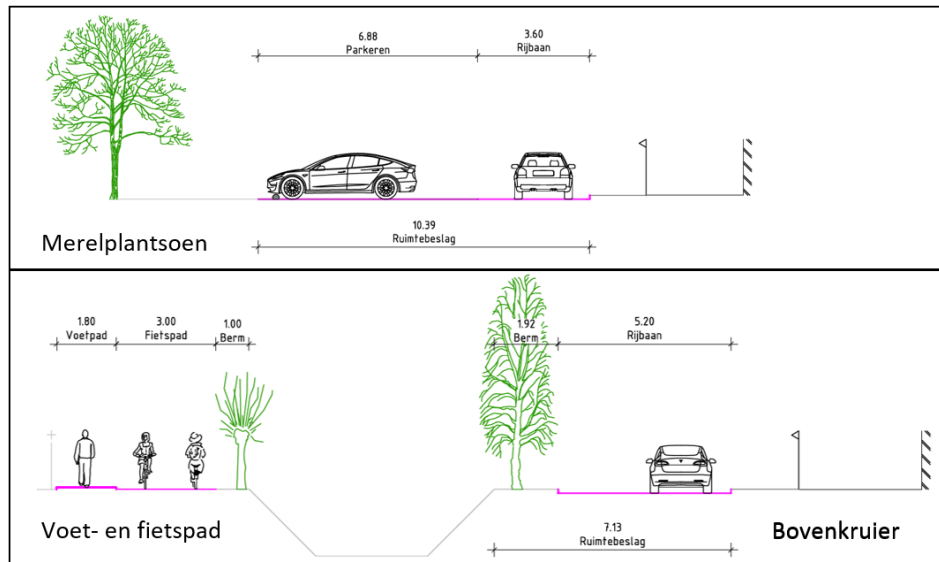 6.88 3.60
Parkeren Rijbaan
10.39
Ruimtebeslag
Merelplantsoen
1.80 3.00 1.00 1.92 5.20
Voetpad Fietspad Berm Berm Rijbaan
Voet- en fietspad
7.13
Ruimtebeslag
Bovenkruier